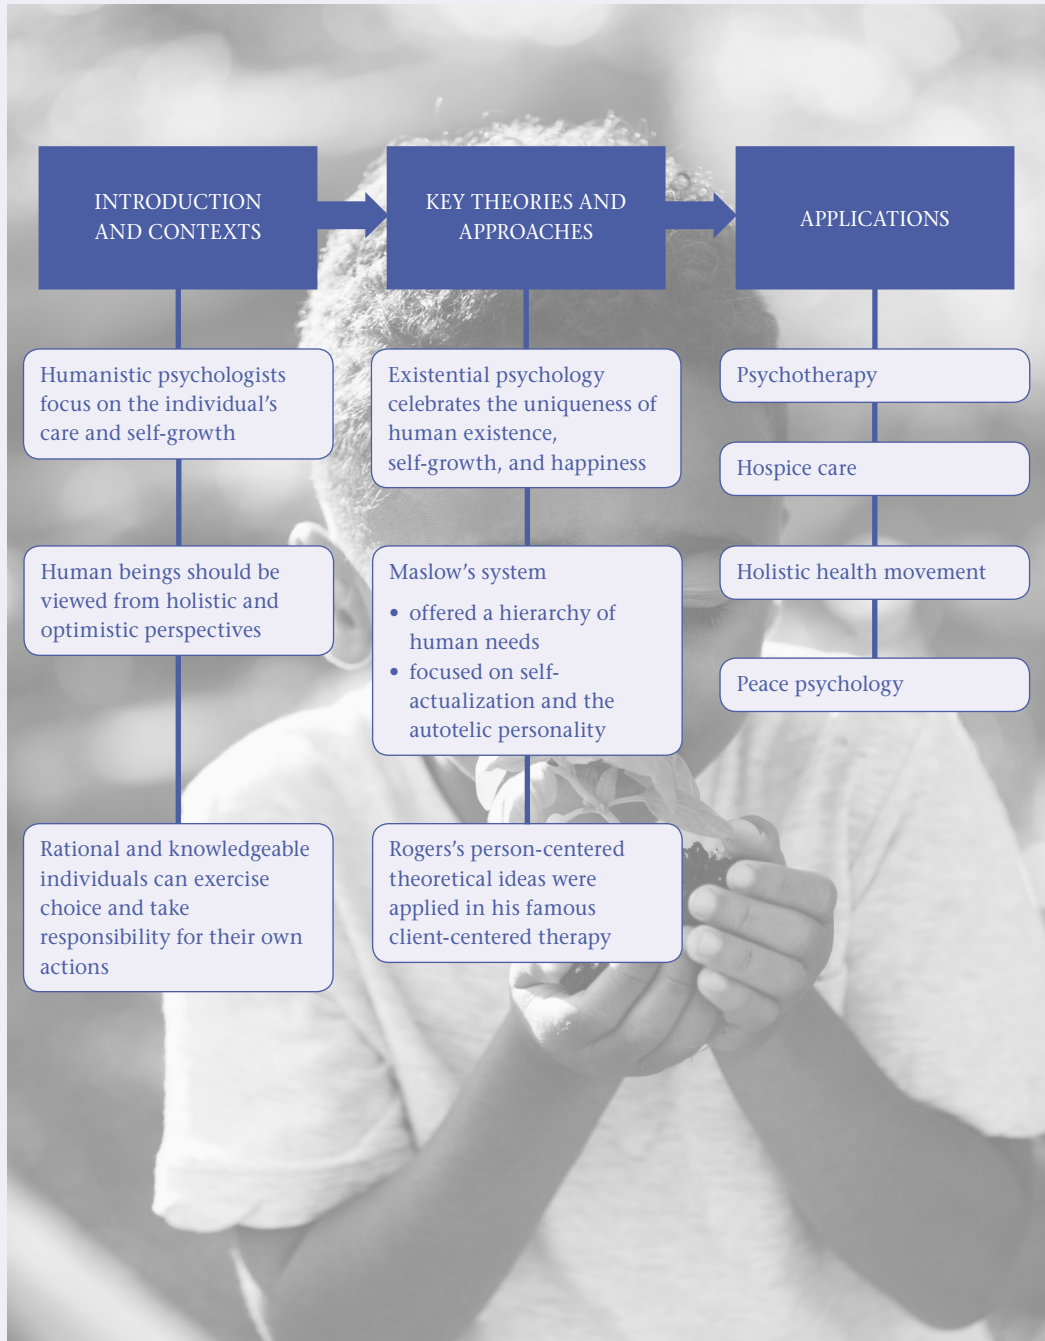 INTRODUCTION
AND CONTEXTS
Humanistic psychologists
focus on the individual’s
care and self-growth
Human beings should be
viewed from holistic and
optimistic perspectives
Rational and knowledgeable
individuals can exercise
choice and take
responsibility for their own
actions
KEY THEORIES AND
APPROACHES
Existential psychology
celebrates the uniqueness of
human existence,
self-growth, and happiness
Maslow’s system
• offered a hierarchy of
human needs
• focused on self-
actualization and the
autotelic personality
Rogers’s person-centered
theoretical ideas were
applied in his famous
client-centered therapy
APPLICATIONS
Psychotherapy
Hospice care
Holistic health movement
Peace psychology